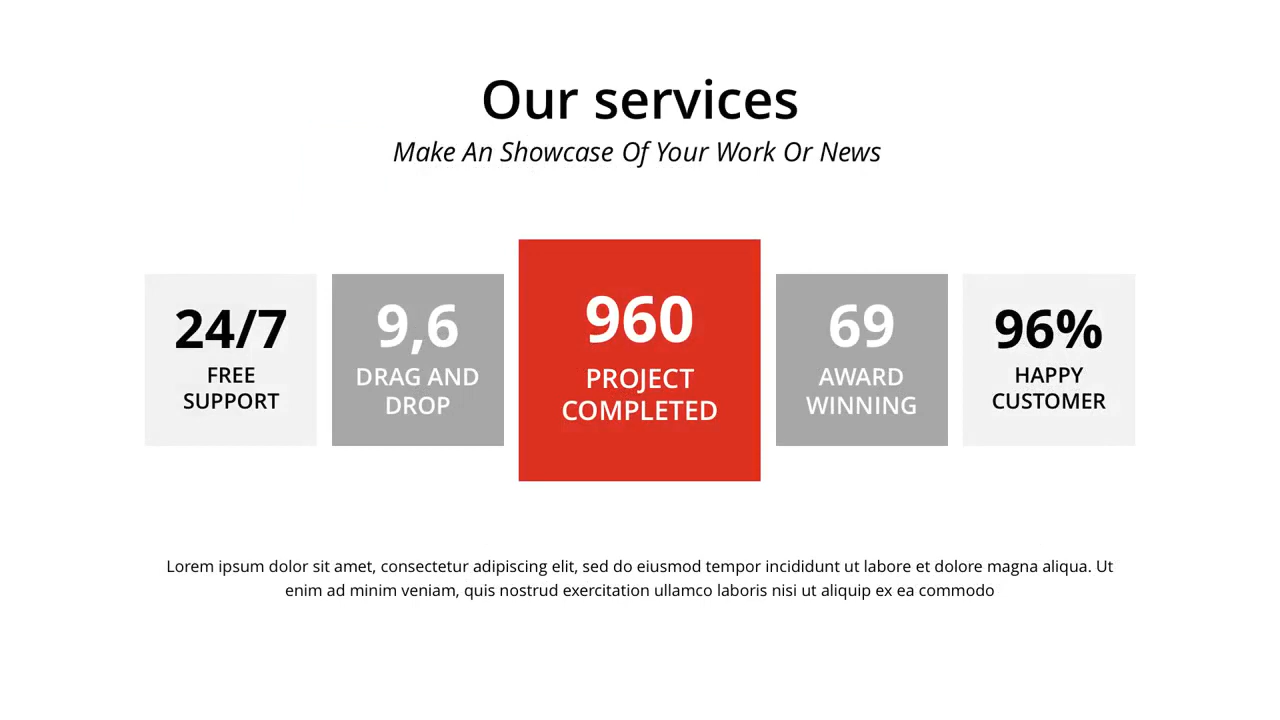 Our services
Make An Showcase Of Your Work Or News
24/7
FREE
SUPPORT
9,6
DRAG AND
DROP
960
PROJECT
COMPLETED
69
AWARD
WINNING
96%
HAPPY
CUSTOMER
Lorem ipsum dolor sit amet, consectetur adipiscing elit, sed do eiusmod tempor incididunt ut labore et dolore magna aliqua. Ut
enim ad minim veniam, quis nostrud exercitation ullamco laboris nisi ut aliquip ex ea commodo